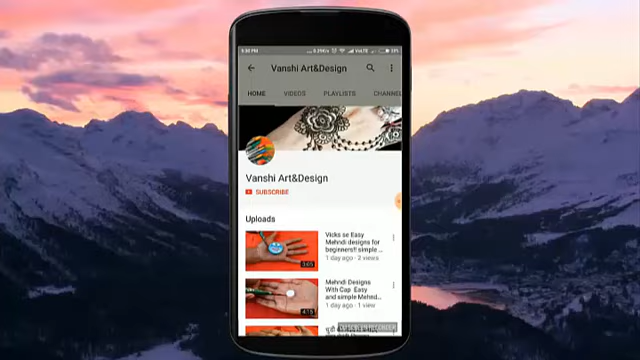 Vanshi Art&Design
HOME VIDEOS PLAYLISTS CHANNEL
Vanshi Art&Design
SUBSCRIBE
Uploads
Vicks se Easy
Mehndi designs for
beginners!! simple ...
1 day ago · 2 views
Mehndi Designs
With Cap Easy
and simple Mehnd...
1 day ago · 1 view